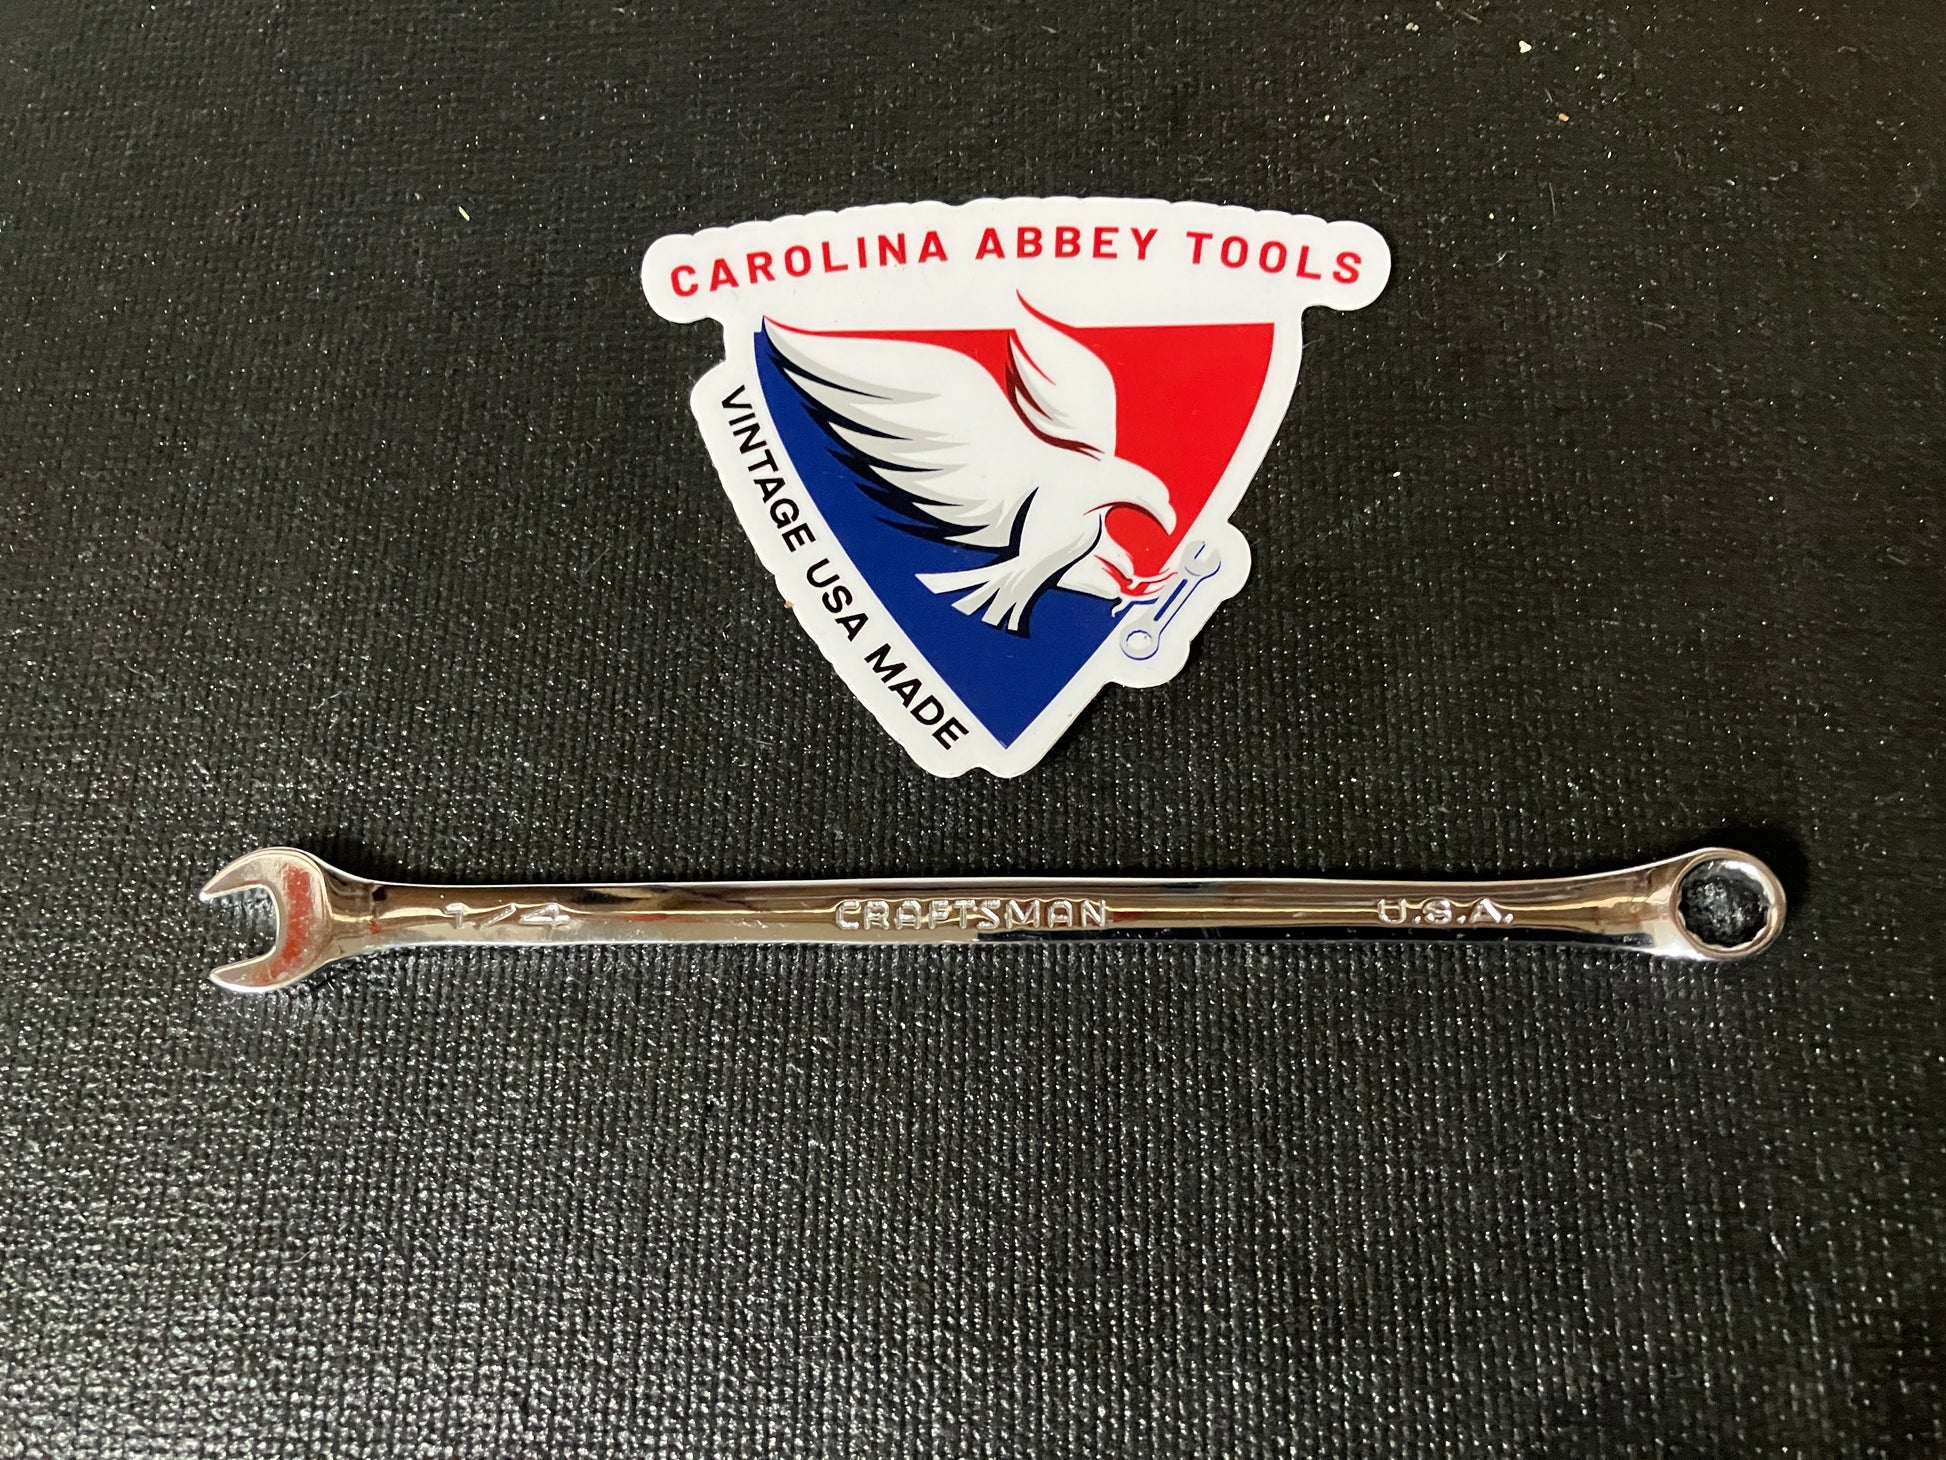 CAROLINA ABBEY TOOLS
VINTAGE USA MADE
1/4 CRAFTSMAN U.S.A.